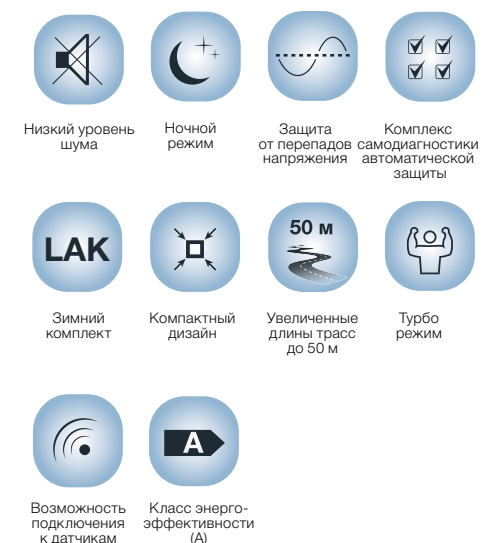 Низкий уровень
шума
Ночной
режим
Защита
от перепадов
напряжения
Комплекс
самодиагностики
автоматической
защиты
LAK
Зимний
комплект
Компактный
дизайн
50 м
Увеличенные
длины трасс
до 50 м
Турбо
режим
Возможность
подключения
к датчикам
A
Класс энерго-
эффективности
(A)